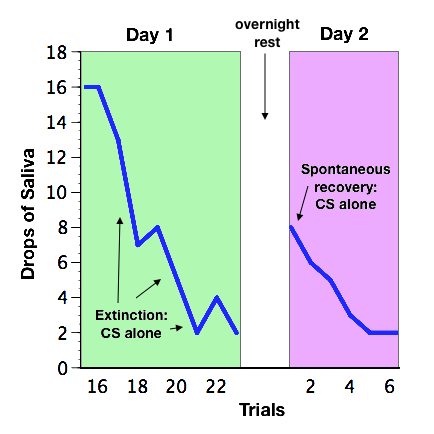 Day 1
overnight
rest
Day 2
18
16
14
12
10
8
6
4
2
0
Drops of Saliva
Extinction:
CS alone
Spontaneous
recovery:
CS alone
16 18 20 22
2 4 6
Trials